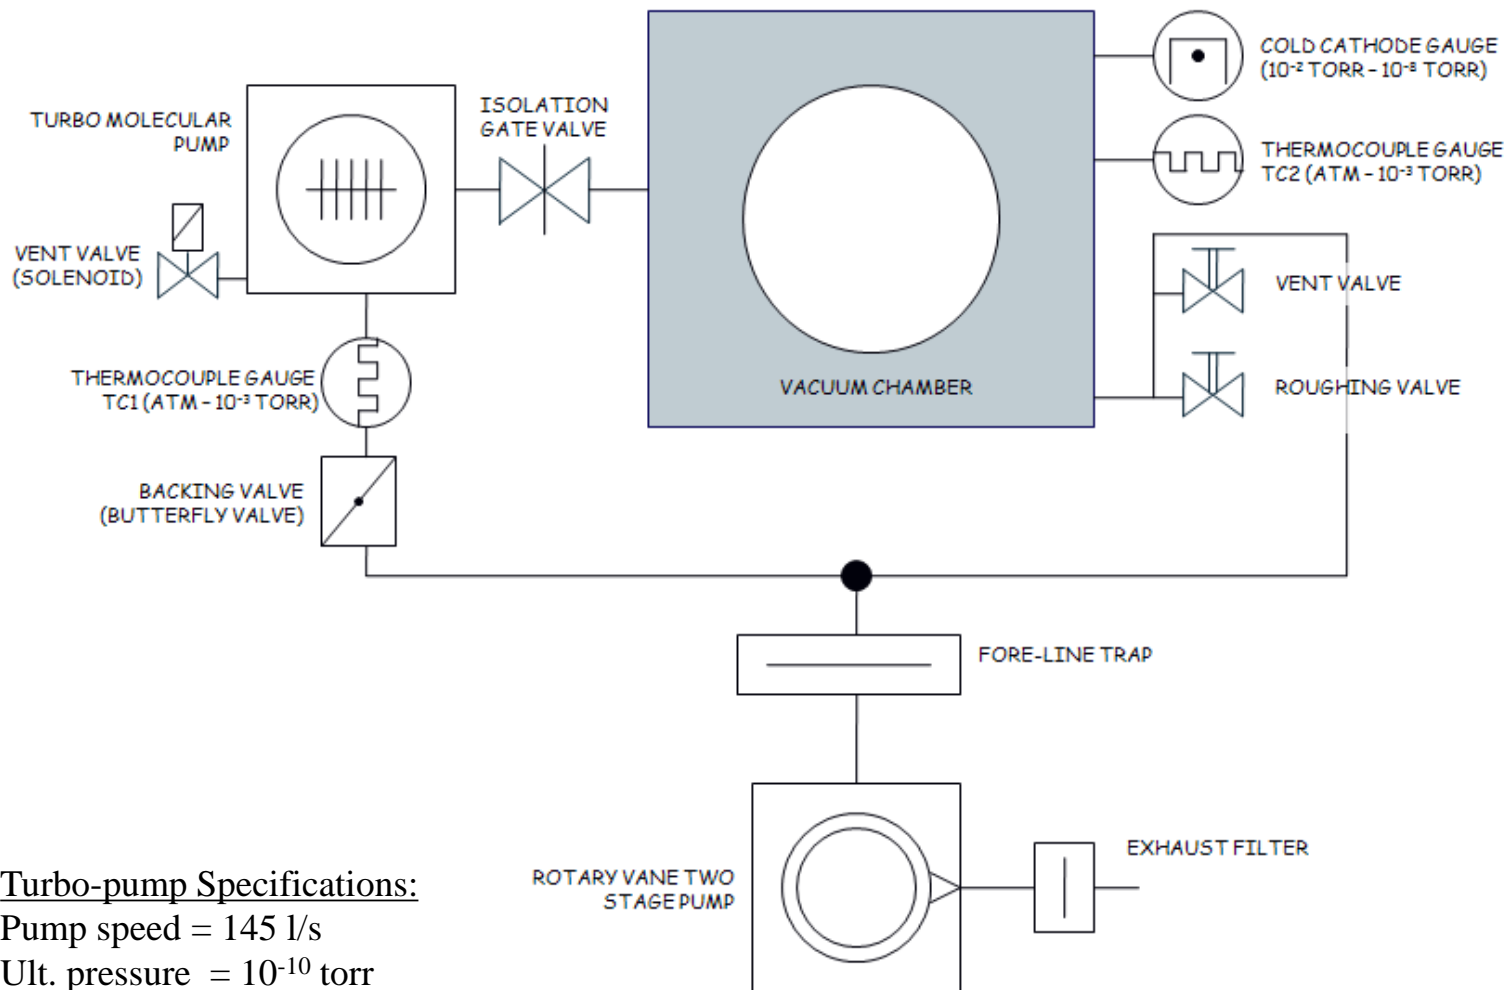 COLD CATHODE GAUGE
(10⁻² TORR – 10⁻⁸ TORR)
ISOLATION
GATE VALVE
TURBO MOLECULAR
PUMP
THERMOCOUPLE GAUGE
TC2 (ATM – 10⁻³ TORR)
VENT VALVE
(SOLENOID)
VENT VALVE
THERMOCOUPLE GAUGE
TC1 (ATM – 10⁻³ TORR)
VACUUM CHAMBER
ROUGHING VALVE
BACKING VALVE
(BUTTERFLY VALVE)
FORE-LINE TRAP
EXHAUST FILTER
ROTARY VANE TWO
STAGE PUMP
Turbo-pump Specifications:
Pump speed = 145 l/s
Ult. pressure = 10⁻¹⁰ torr